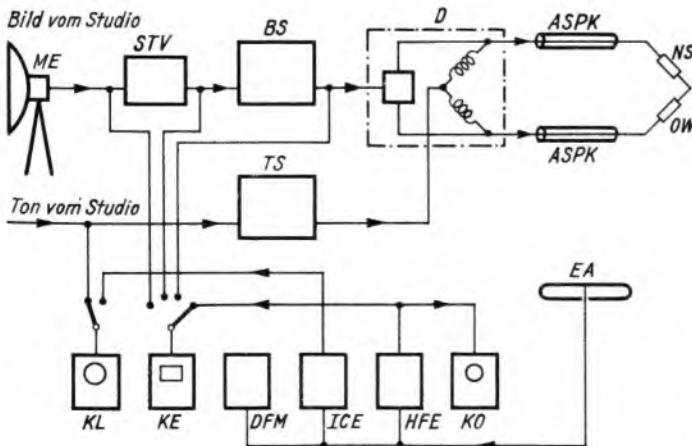 Bild vom Studio
ME
STV
BS
D
ASPK
NS
OW
ASPK
TS
Ton vom Studio
EA
KL
KE
DFM
ICE
HFE
KO